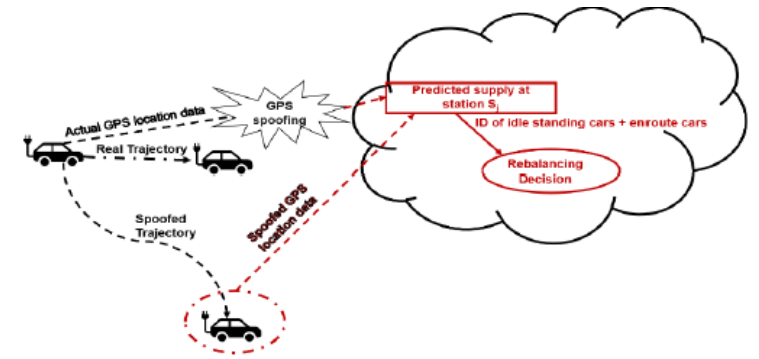 Predicted supply at
station Sj
GPS
spoofing
Actual GPS location data
ID of idle standing cars + enroute cars
Real Trajectory
Rebalancing
Decision
Spoofed GPS
location data
Spoofed
Trajectory